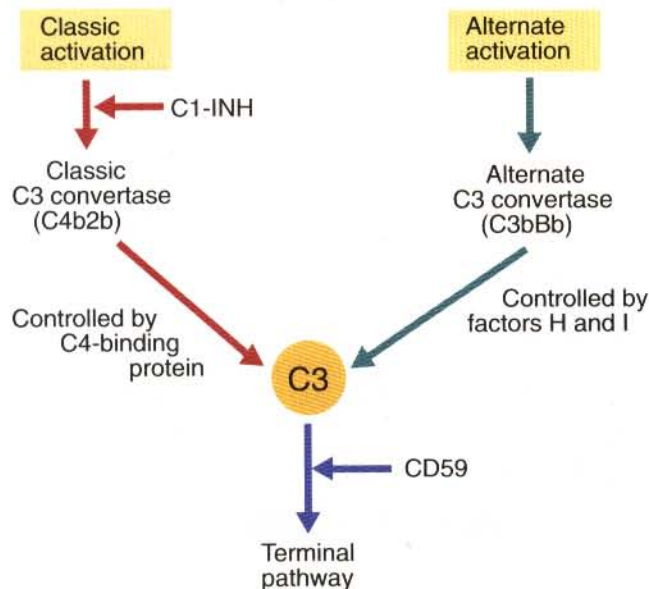 Classic
activation
Alternate
activation
C1-INH
Classic
C3 convertase
(C4b2b)
Alternate
C3 convertase
(C3bBb)
Controlled by
C4-binding
protein
Controlled by
factors H and I
C3
CD59
Terminal
pathway